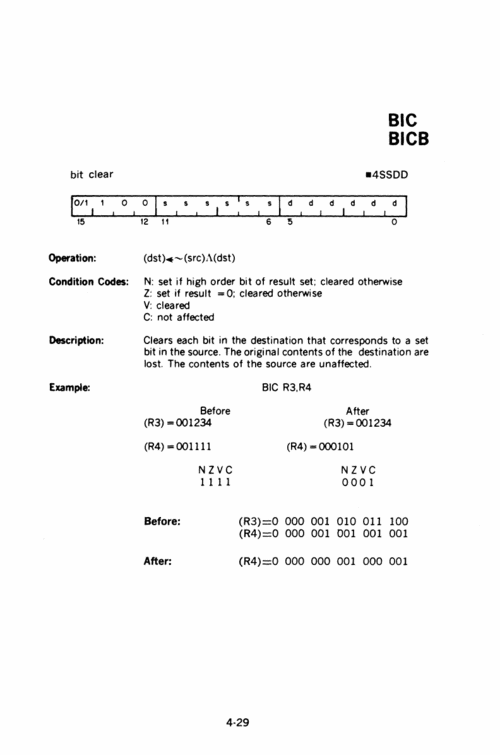 BIC
BICB
bit clear ■4SSDD
0/1 1 0 0 s s s s s s d d d d d d
15 12 11 6 5 0
Operation: (dst)◄~(src)Λ(dst)
Condition Codes: N: set if high order bit of result set; cleared otherwise
Z: set if result =0; cleared otherwise
V: cleared
C: not affected
Description: Clears each bit in the destination that corresponds to a set
bit in the source. The original contents of the destination are
lost. The contents of the source are unaffected.
Example: BIC R3,R4
Before After
(R3)=001234 (R3)=001234
(R4)=001111 (R4)=000101
N Z V C N Z V C
1 1 1 1 0 0 0 1
Before: (R3)=0 000 001 010 011 100
(R4)=0 000 001 001 001 001
After: (R4)=0 000 000 001 000 001
4-29